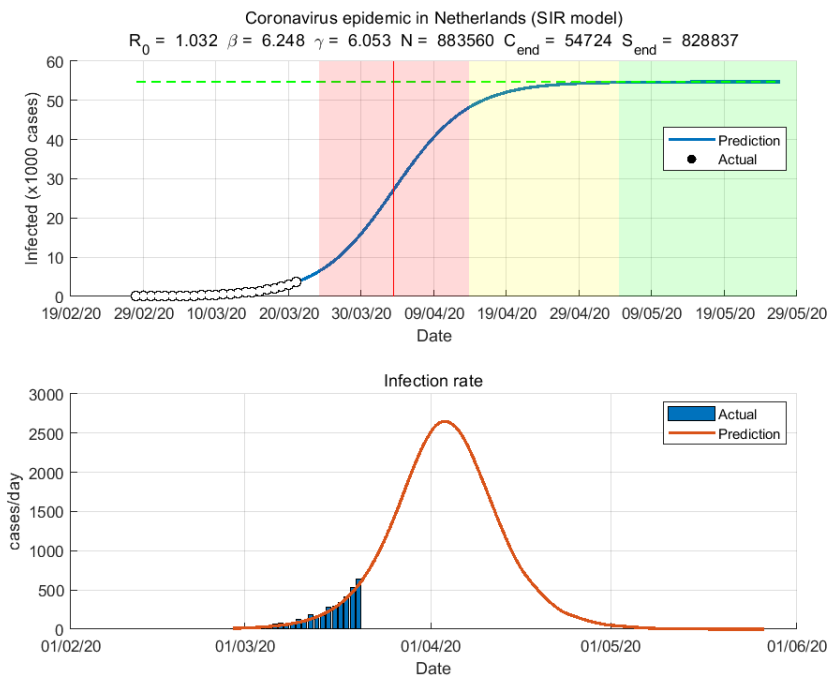 Coronavirus epidemic in Netherlands (SIR model)
R0 = 1.032 β = 6.248 γ = 6.053 N = 883560 Cend = 54724 Send = 828837
60
50
40
30
20
10
0
Infected (x1000 cases)
Prediction
Actual
19/02/20 29/02/20 10/03/20 20/03/20 30/03/20 09/04/20 19/04/20 29/04/20 09/05/20 19/05/20 29/05/20
Date
Infection rate
3000
2500
2000
1500
1000
500
0
cases/day
Actual
Prediction
01/02/20 01/03/20 01/04/20 01/05/20 01/06/20
Date